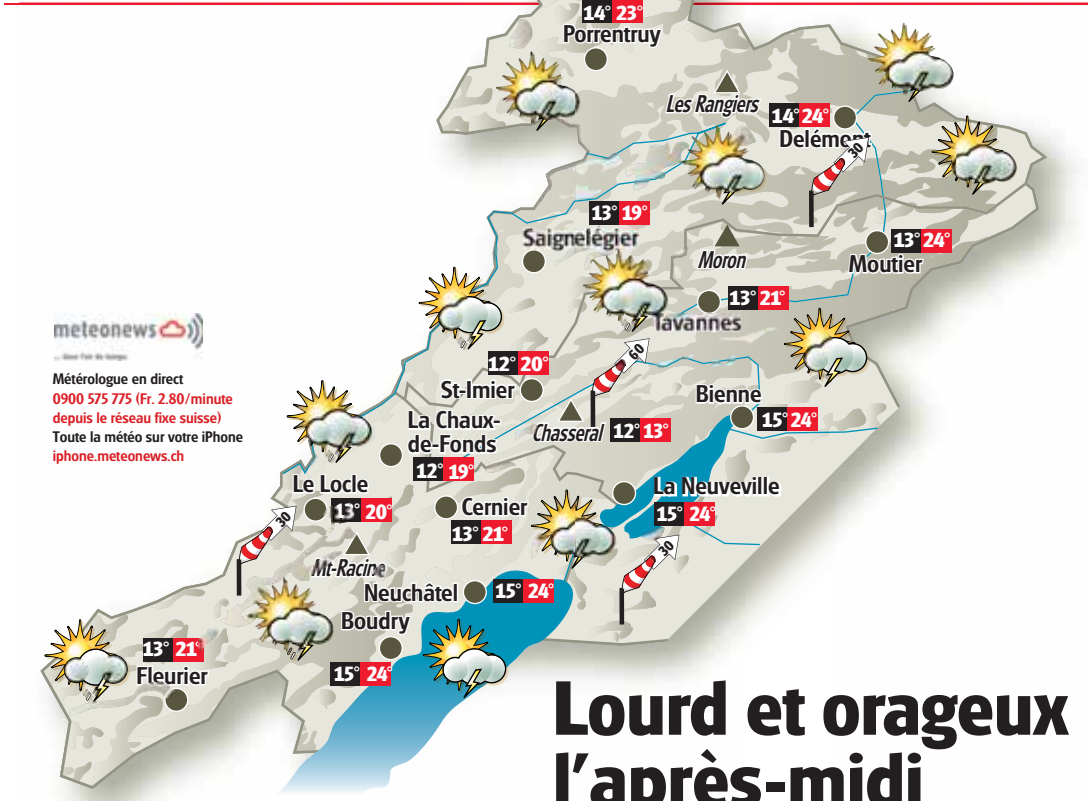 14° 23°
Porrentruy
Les Rangiers
14° 24°
Delémont
30
13° 19°
Saignelégier
Moron
13° 24°
Moutier
13° 21°
Tavannes
meteonews
Météorologue en direct
0900 575 775 (Fr. 2.80/minute
depuis le réseau fixe suisse)
Toute la météo sur votre iPhone
iphone.meteonews.ch
12° 20°
St-Imier
60
Bienne
15° 24°
La Chaux-
de-Fonds
12° 19°
Chasseral 12° 13°
Le Locle
13° 20°
Cernier
13° 21°
La Neuveville
15° 24°
30
Mt-Racine
30
Neuchâtel 15° 24°
Boudry
15° 24°
13° 21°
Fleurier
Lourd et orageux
l'après-midi